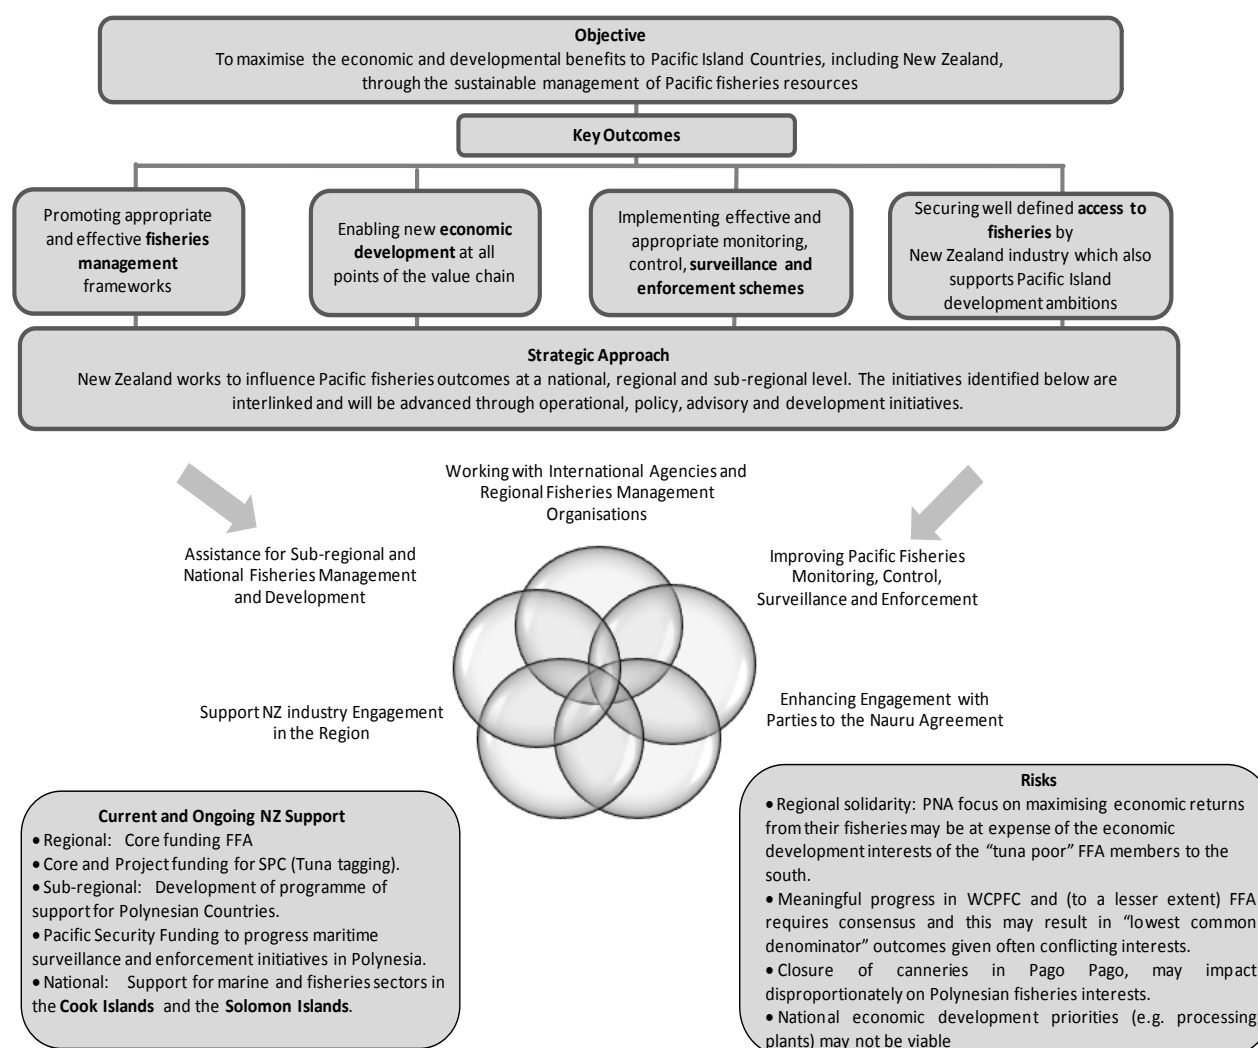 Objective
To maximise the economic and developmental benefits to Pacific Island Countries, including New Zealand,
through the sustainable management of Pacific fisheries resources
Key Outcomes
Promoting appropriate
and effective fisheries
management
frameworks
Enabling new economic
development at all
points of the value chain
Implementing effective and
appropriate monitoring,
control, surveillance and
enforcement schemes
Securing well defined access to
fisheries by
New Zealand industry which also
supports Pacific Island
development ambitions
Strategic Approach
New Zealand works to influence Pacific fisheries outcomes at a national, regional and sub-regional level. The initiatives identified below are
interlinked and will be advanced through operational, policy, advisory and development initiatives.
Working with International Agencies and
Regional Fisheries Management
Organisations
Assistance for Sub-regional and
National Fisheries Management
and Development
Improving Pacific Fisheries
Monitoring, Control,
Surveillance and Enforcement
Support NZ industry Engagement
in the Region
Enhancing Engagement with
Parties to the Nauru Agreement
Current and Ongoing NZ Support
• Regional: Core funding FFA
• Core and Project funding for SPC (Tuna tagging).
• Sub-regional: Development of programme of
support for Polynesian Countries.
• Pacific Security Funding to progress maritime
surveillance and enforcement initiatives in Polynesia.
• National: Support for marine and fisheries sectors in
the Cook Islands and the Solomon Islands.
Risks
• Regional solidarity: PNA focus on maximising economic returns
from their fisheries may be at expense of the economic
development interests of the “tuna poor” FFA members to the
south.
• Meaningful progress in WCPFC and (to a lesser extent) FFA
requires consensus and this may result in “lowest common
denominator” outcomes given often conflicting interests.
• Closure of canneries in Pago Pago, may impact
disproportionately on Polynesian fisheries interests.
• National economic development priorities (e.g. processing
plants) may not be viable